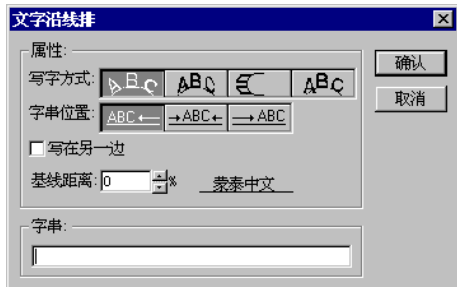 文字沿线排
属性:
确认
写字方式: ABC ABC ABC
取消
字串位置: ABC← →ABC← →ABC
写在另一边
基线距离: 0 % 蒙泰中文
字串: